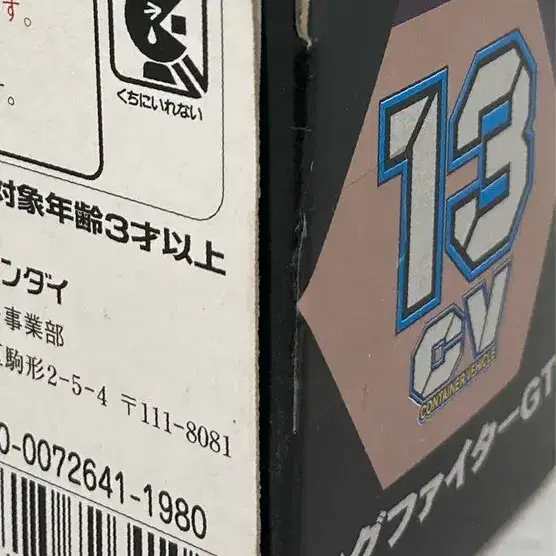 す。
くちにいれない
す。
対象年齢3才以上
ンダイ
事業部
駒形2-5-4 〒111-8081
0-0072641-1980
13
CV
CONTAINER VEHICLE
グファイターGT